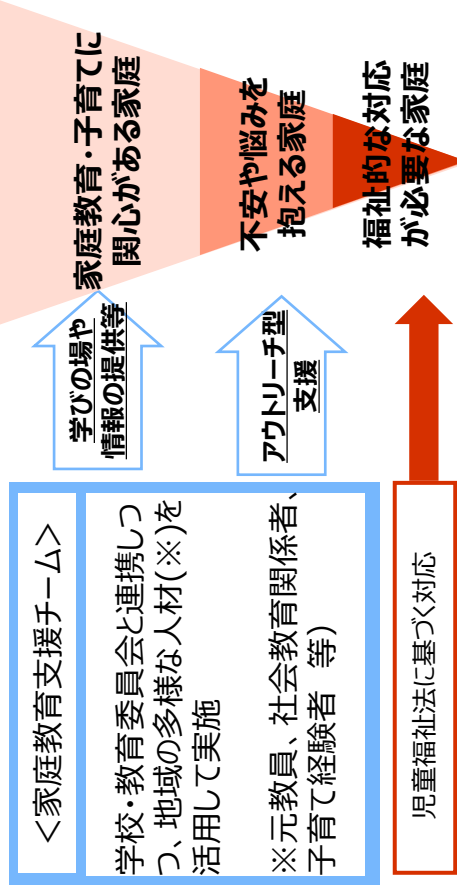 ＜家庭教育支援チーム＞
学校・教育委員会と連携しつ
つ、地域の多様な人材(※)を
活用して実施
※元教員、社会教育関係者、
子育て経験者　等）
児童福祉法に基づく対応
学びの場や
情報の提供等
アウトリーチ型
支援
家庭教育・子育てに
関心がある家庭
不安や悩みを
抱える家庭
福祉的な対応
が必要な家庭